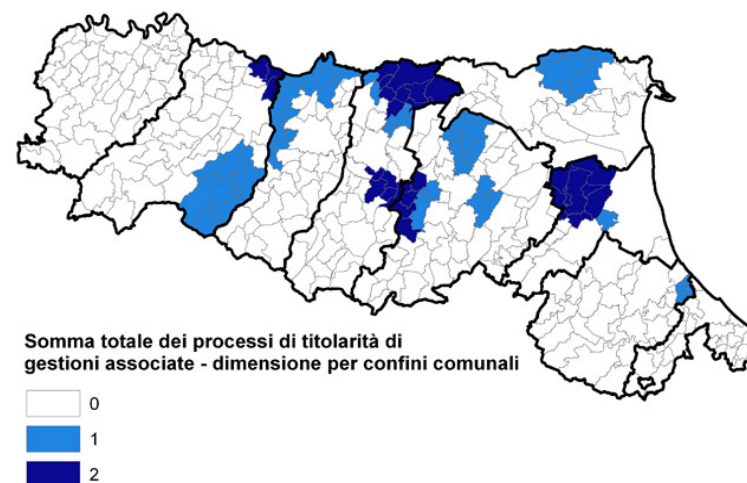 Somma totale dei processi di titolarità di
gestioni associate - dimensione per confini comunali
0
1
2